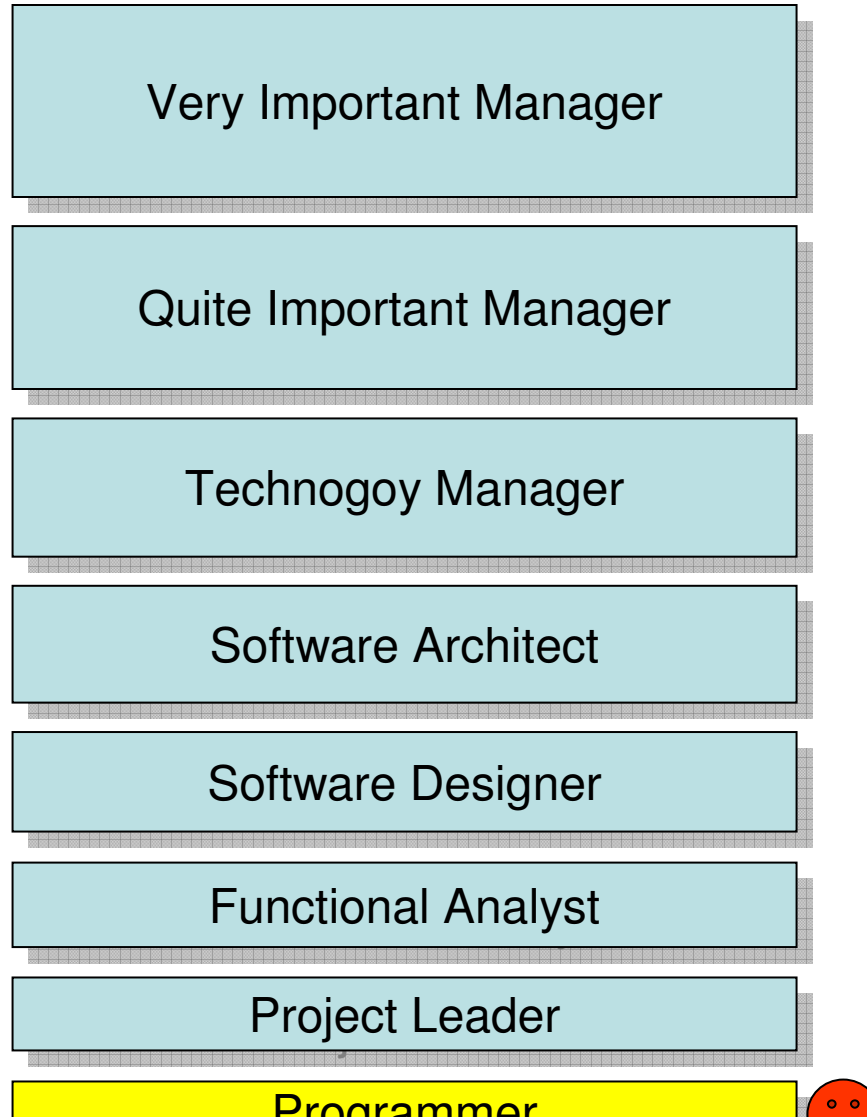 Very Important Manager
Quite Important Manager
Technogoy Manager
Software Architect
Software Designer
Functional Analyst
Project Leader
Programmer